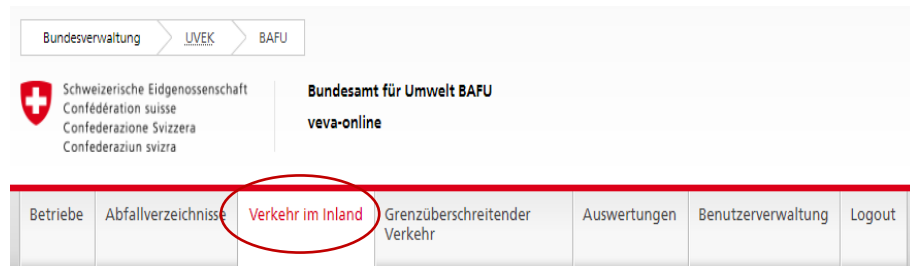 Bundesverwaltung UVEK BAFU
Schweizerische Eidgenossenschaft
Confédération suisse
Confederazione Svizzera
Confederaziun svizra
Bundesamt für Umwelt BAFU
veva-online
Betriebe Abfallverzeichnisse Verkehr im Inland Grenzüberschreitender Auswertungen Benutzerverwaltung Logout
Verkehr